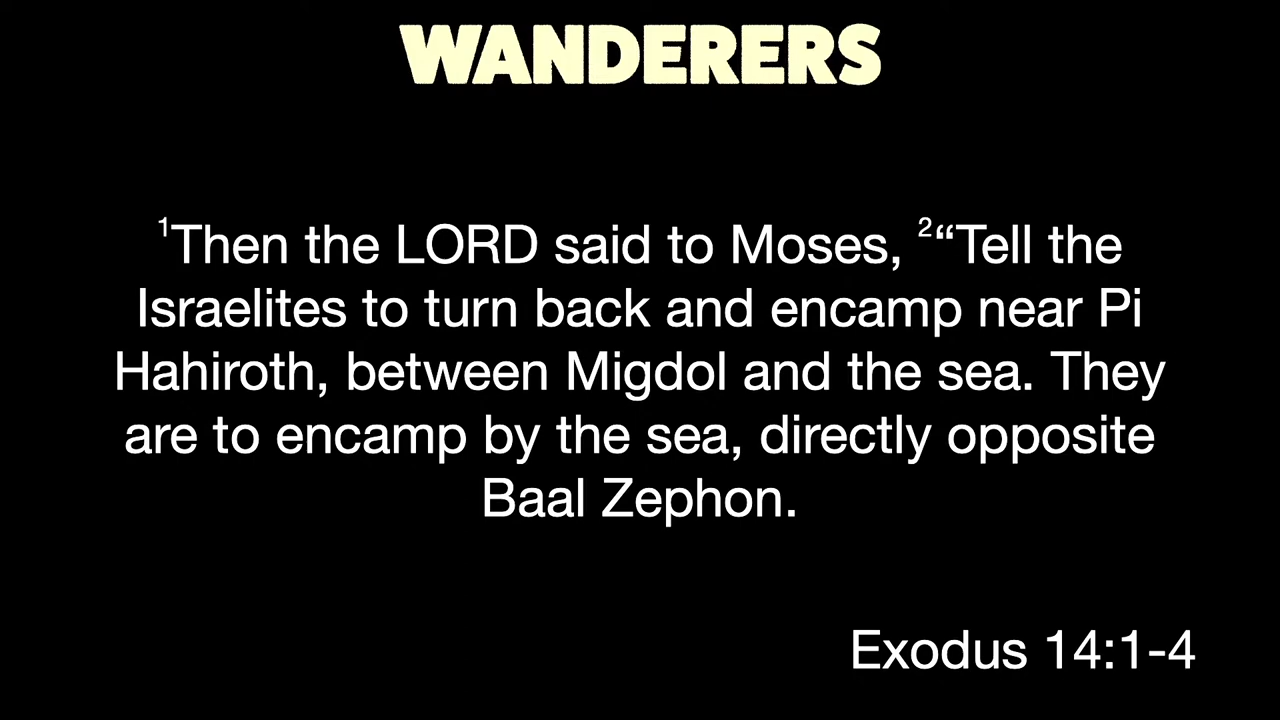 WANDERERS
¹Then the LORD said to Moses, ²“Tell the
Israelites to turn back and encamp near Pi
Hahiroth, between Migdol and the sea. They
are to encamp by the sea, directly opposite
Baal Zephon.
Exodus 14:1-4